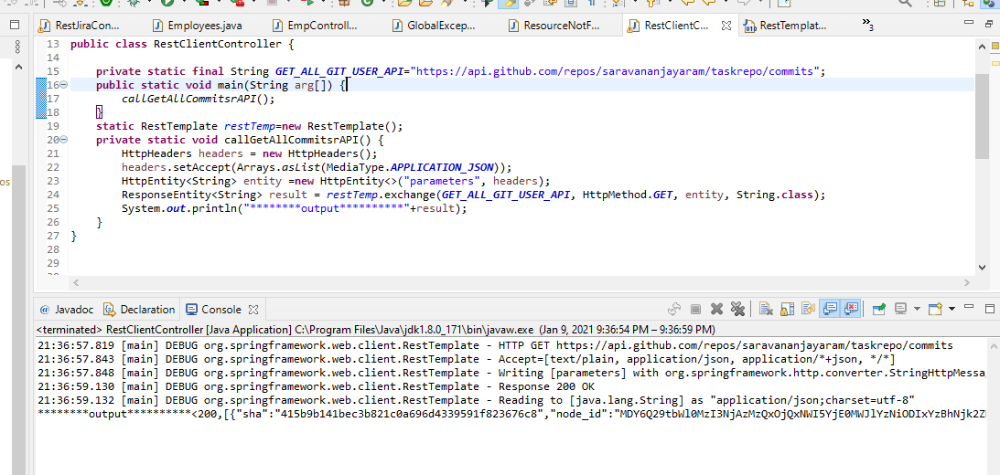 RestJiraCon...
Employees.java
EmpControll...
GlobalExcep...
ResourceNotF...
RestClientC...
RestTemplat...
»3
13 public class RestClientController {
14
15 private static final String GET_ALL_GIT_USER_API="https://api.github.com/repos/saravananjayaram/taskrepo/commits";
16 public static void main(String arg[]) {
17 callGetAllCommitsrAPI();
18 }
19 static RestTemplate restTemp=new RestTemplate();
20 private static void callGetAllCommitsrAPI() {
21 HttpHeaders headers = new HttpHeaders();
22 headers.setAccept(Arrays.asList(MediaType.APPLICATION_JSON));
23 HttpEntity<String> entity =new HttpEntity<>("parameters", headers);
24 ResponseEntity<String> result = restTemp.exchange(GET_ALL_GIT_USER_API, HttpMethod.GET, entity, String.class);
25 System.out.println("********output**********"+result);
26 }
27 }
28
29
os
@ Javadoc
Declaration
Console
<terminated> RestClientController [Java Application] C:\Program Files\Java\jdk1.8.0_171\bin\javaw.exe (Jan 9, 2021 9:36:54 PM – 9:36:59 PM)
21:36:57.819 [main] DEBUG org.springframework.web.client.RestTemplate - HTTP GET https://api.github.com/repos/saravananjayaram/taskrepo/commits
21:36:57.843 [main] DEBUG org.springframework.web.client.RestTemplate - Accept=[text/plain, application/json, application/*+json, */*]
21:36:57.848 [main] DEBUG org.springframework.web.client.RestTemplate - Writing [parameters] with org.springframework.http.converter.StringHttpMessa
21:36:59.130 [main] DEBUG org.springframework.web.client.RestTemplate - Response 200 OK
21:36:59.132 [main] DEBUG org.springframework.web.client.RestTemplate - Reading to [java.lang.String] as "application/json;charset=utf-8"
********output**********<200,[{"sha":"415b9b141bec3b821c0a696d4339591f823676c8","node_id":"MDY6Q29tbWl0MzI3NjAzMzQxOjQxNWI5YjE0MWJlYzNiODIxYzBhNjk2Z